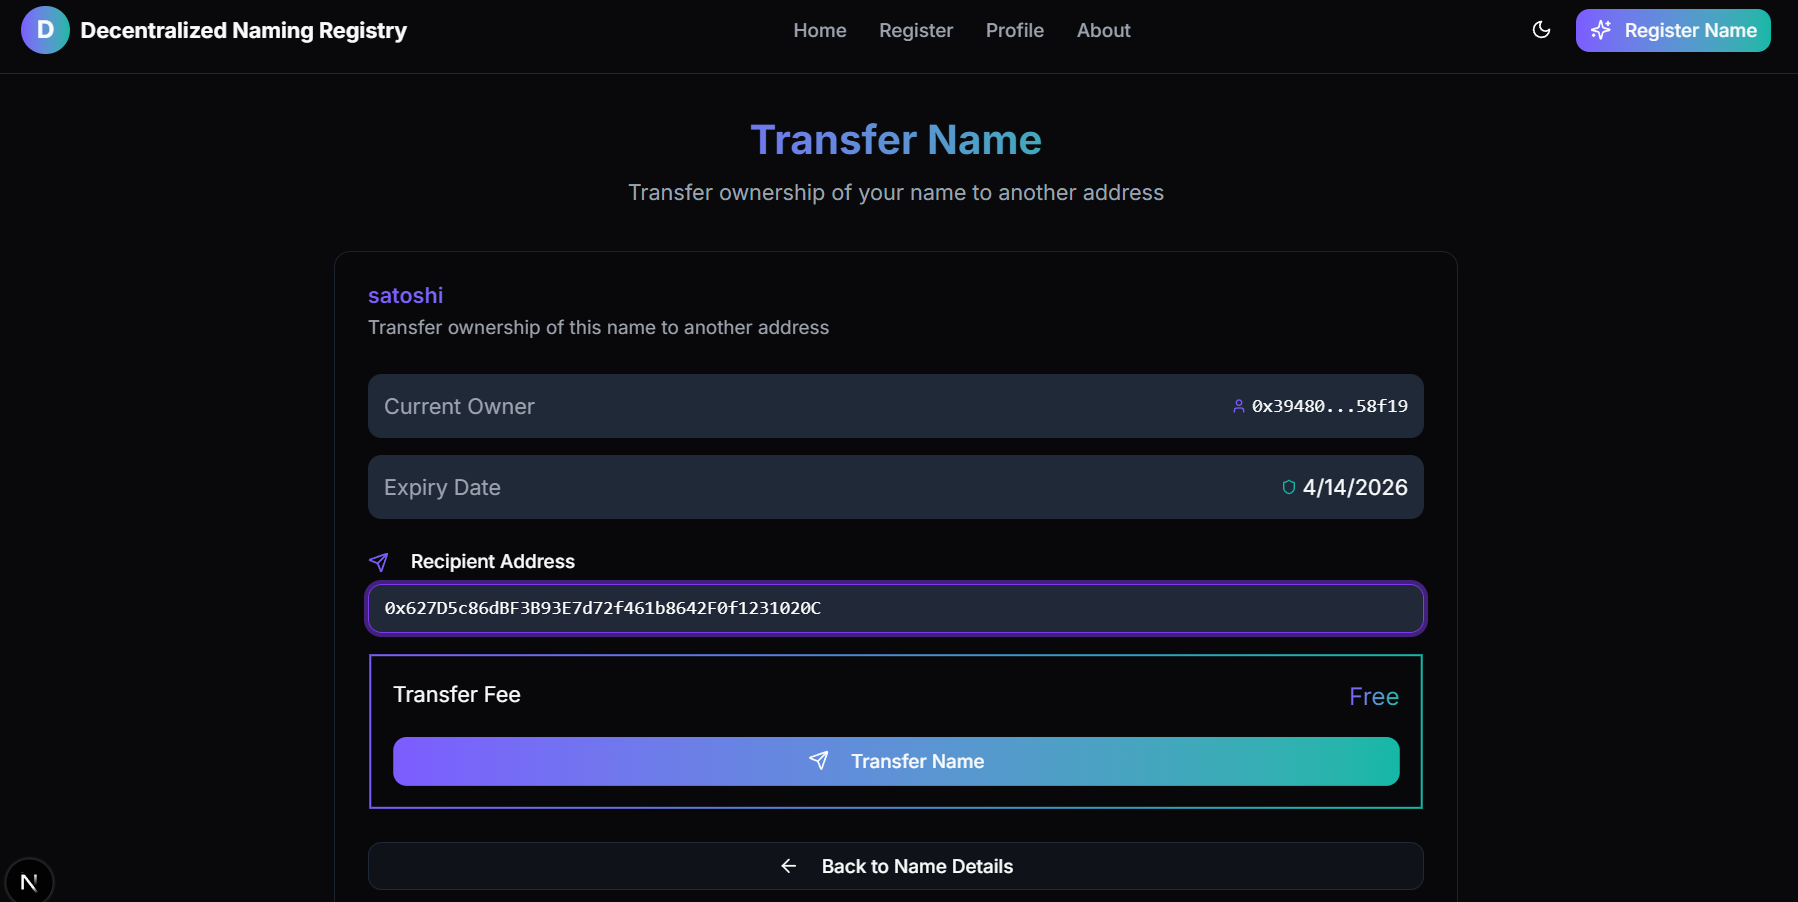 D Decentralized Naming Registry Home Register Profile About Register Name
Transfer Name
Transfer ownership of your name to another address
satoshi
Transfer ownership of this name to another address
Current Owner 0x39480...58f19
Expiry Date 4/14/2026
Recipient Address
0x627D5c86dBF3B93E7d72f461b8642F0f1231020C
Transfer Fee Free
Transfer Name
Back to Name Details
N